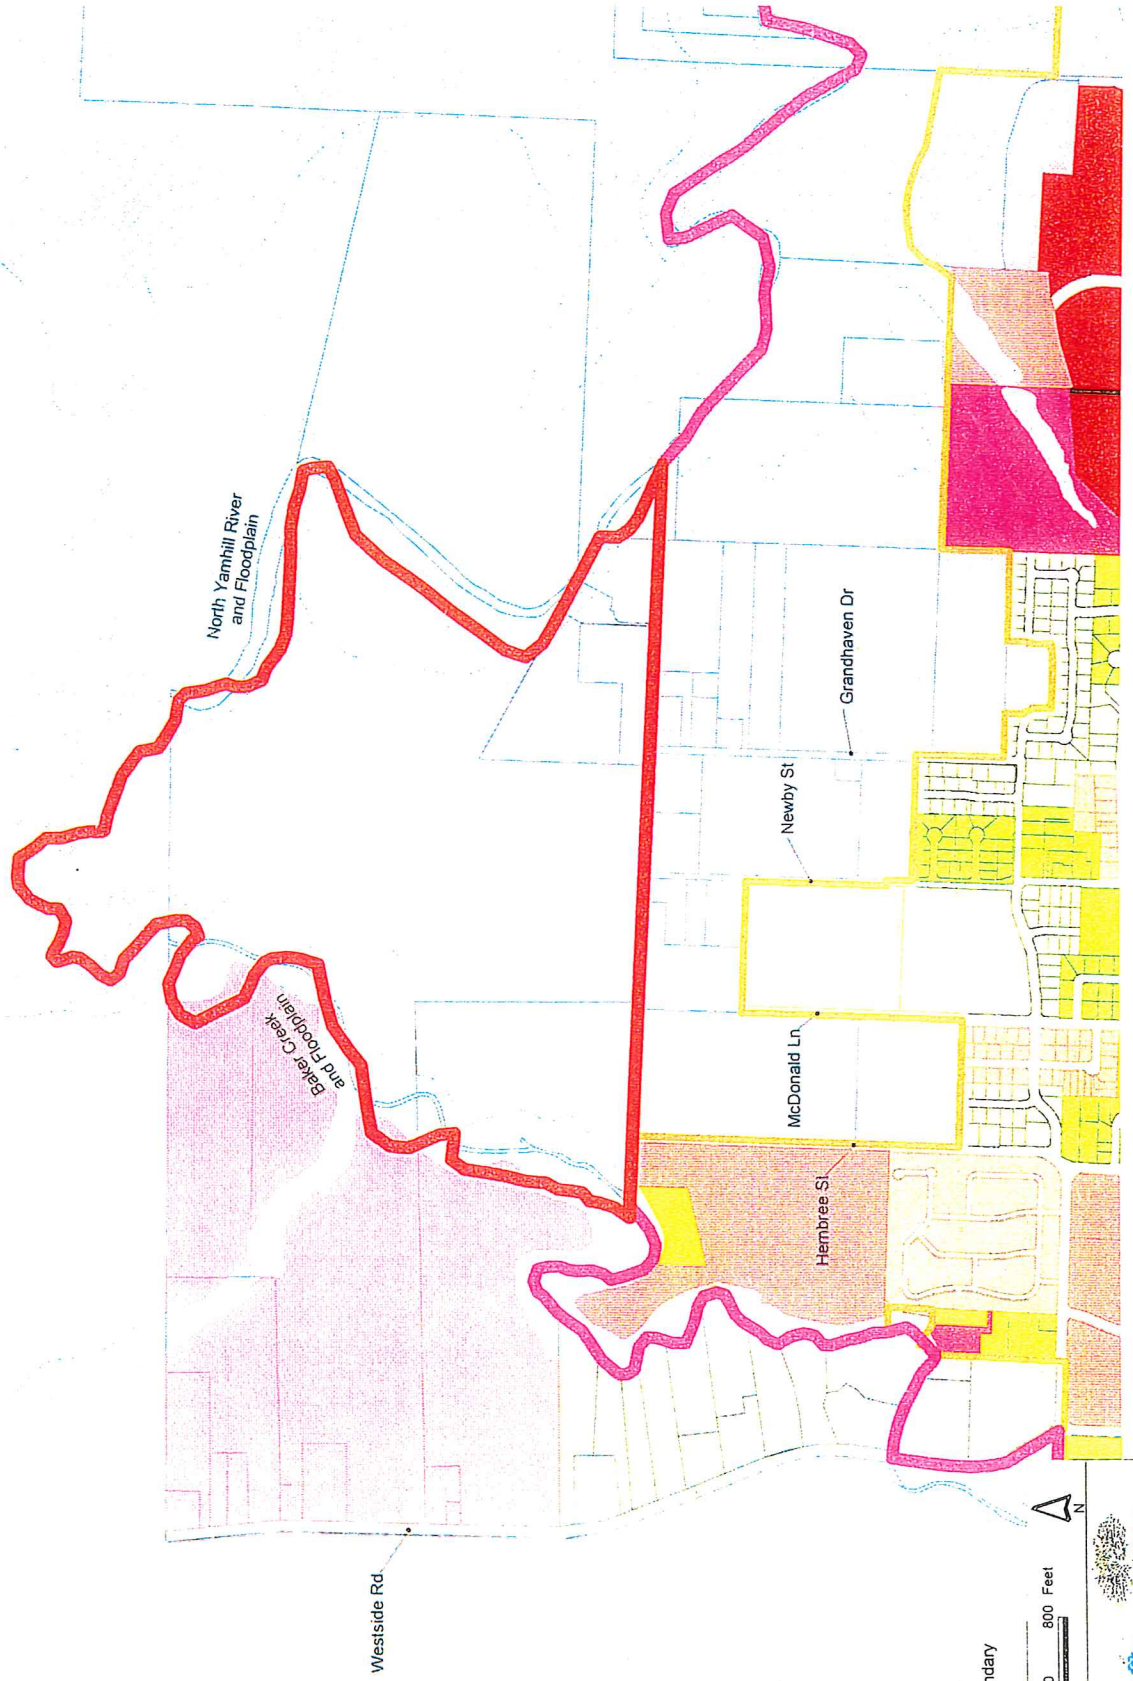 North Yamhill River
and Floodplain
Baker Creek
and Floodplain
Grandhaven Dr
Newby St
McDonald Ln
Hembree St
Westside Rd
800 Feet
N
ndary
0